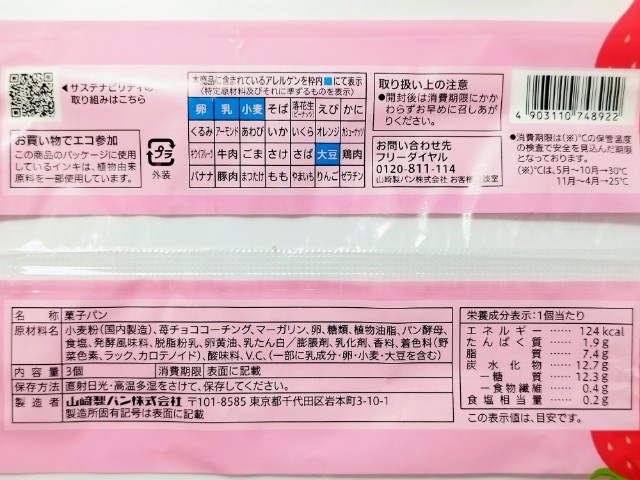 サステナビリティの
取り組みはこちら
お買い物でエコ参加
この商品のパッケージに使用
しているインキは、植物由来
原料を一部使用しています。
プラ
外装
本商品に含まれているアレルゲンを枠内■にて表示
(特定原材料及びそれに準ずるものを表示)
卵 乳 小麦 そば 落花生(ピーナッツ) えび かに
くるみ アーモンド あわび いか いくら オレンジ カシューナッツ
キウイフルーツ 牛肉 ごま さけ さば 大豆 鶏肉
バナナ 豚肉 まつたけ もも やまいも りんご ゼラチン
取り扱い上の注意
●開封後は消費期限にかか
わらずお早めに召しあが
りください。
お問い合わせ先
フリーダイヤル
0120-811-114
山崎製パン株式会社 お客様相談室
4 903110 748922
●消費期限は(※)℃の保管温度
の検査で安全を見込んだ期限
となっております。
(※)℃は、5月〜10月→30℃
11月〜4月→25℃
名 称 菓子パン
原材料名 小麦粉(国内製造)、苺チョココーチング、マーガリン、卵、糖類、植物油脂、パン酵母、
食塩、発酵風味料、脱脂粉乳、卵黄油、乳たん白/膨脹剤、乳化剤、香料、着色料(野
菜色素、ラック、カロテノイド)、酸味料、V.C、(一部に乳成分・卵・小麦・大豆を含む)
内 容 量 3個 消費期限 表面に記載
保存方法 直射日光・高温多湿をさけて、保存してください。
製 造 者 山崎製パン株式会社 〒101-8585 東京都千代田区岩本町3-10-1
製造所固有記号は表面に記載
栄養成分表示:1個当たり
エネルギー …… 124 kcal
たんぱく質 …… 1.9 g
脂質 …… 7.4 g
炭水化物 …… 12.7 g
−糖質 …… 12.3 g
−食物繊維 …… 0.4 g
食塩相当量 …… 0.2 g
この表示値は、目安です。